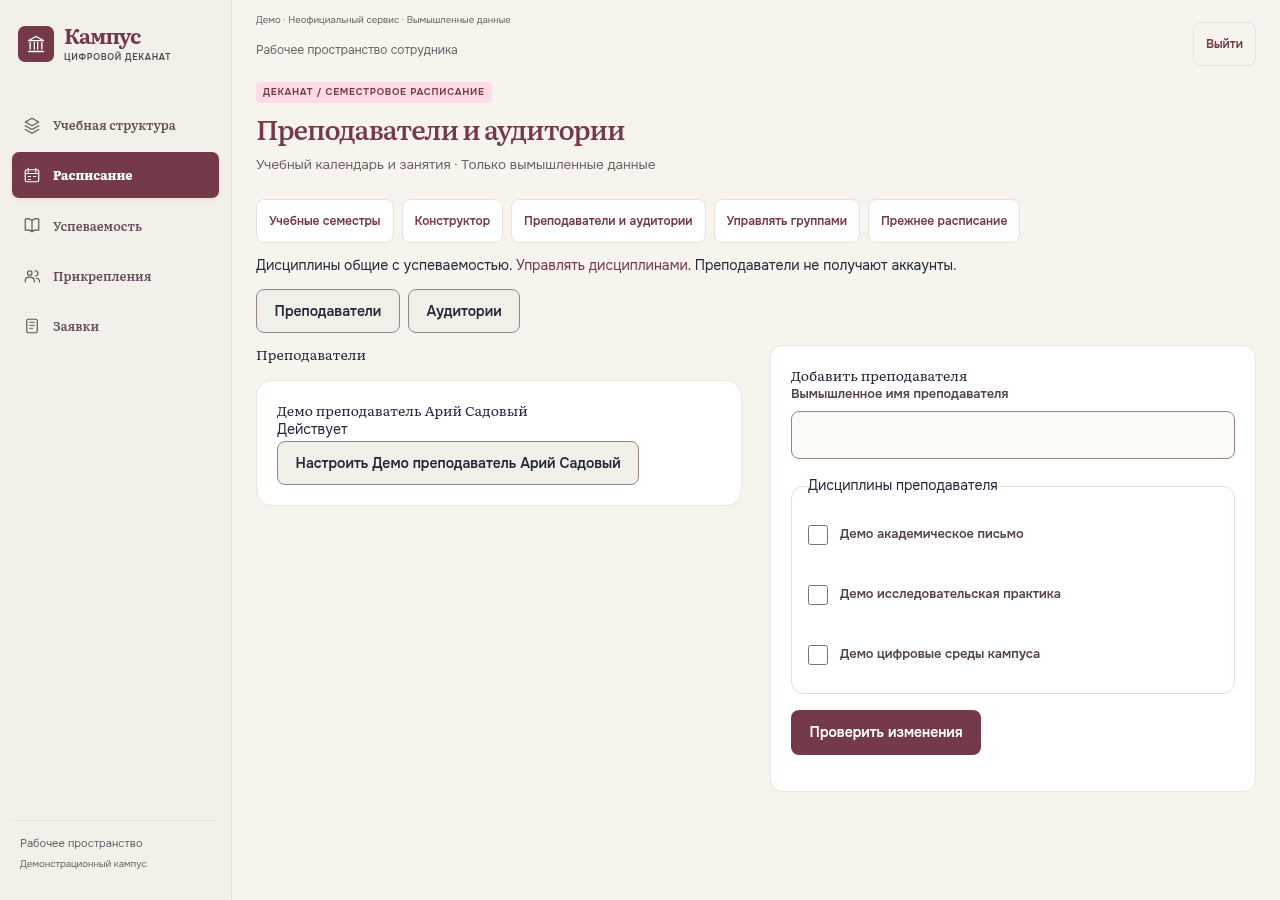 Кампус
ЦИФРОВОЙ ДЕКАНАТ
Учебная структура
Расписание
Успеваемость
Прикрепления
Заявки
Рабочее пространство
Демонстрационный кампус
Демо · Неофициальный сервис · Вымышленные данные
Рабочее пространство сотрудника
Выйти
ДЕКАНАТ / СЕМЕСТРОВОЕ РАСПИСАНИЕ
Преподаватели и аудитории
Учебный календарь и занятия · Только вымышленные данные
Учебные семестры
Конструктор
Преподаватели и аудитории
Управлять группами
Прежнее расписание
Дисциплины общие с успеваемостью. Управлять дисциплинами. Преподаватели не получают аккаунты.
Преподаватели
Аудитории
Преподаватели
Демо преподаватель Арий Садовый
Действует
Настроить Демо преподаватель Арий Садовый
Добавить преподавателя
Вымышленное имя преподавателя
Дисциплины преподавателя
Демо академическое письмо
Демо исследовательская практика
Демо цифровые среды кампуса
Проверить изменения